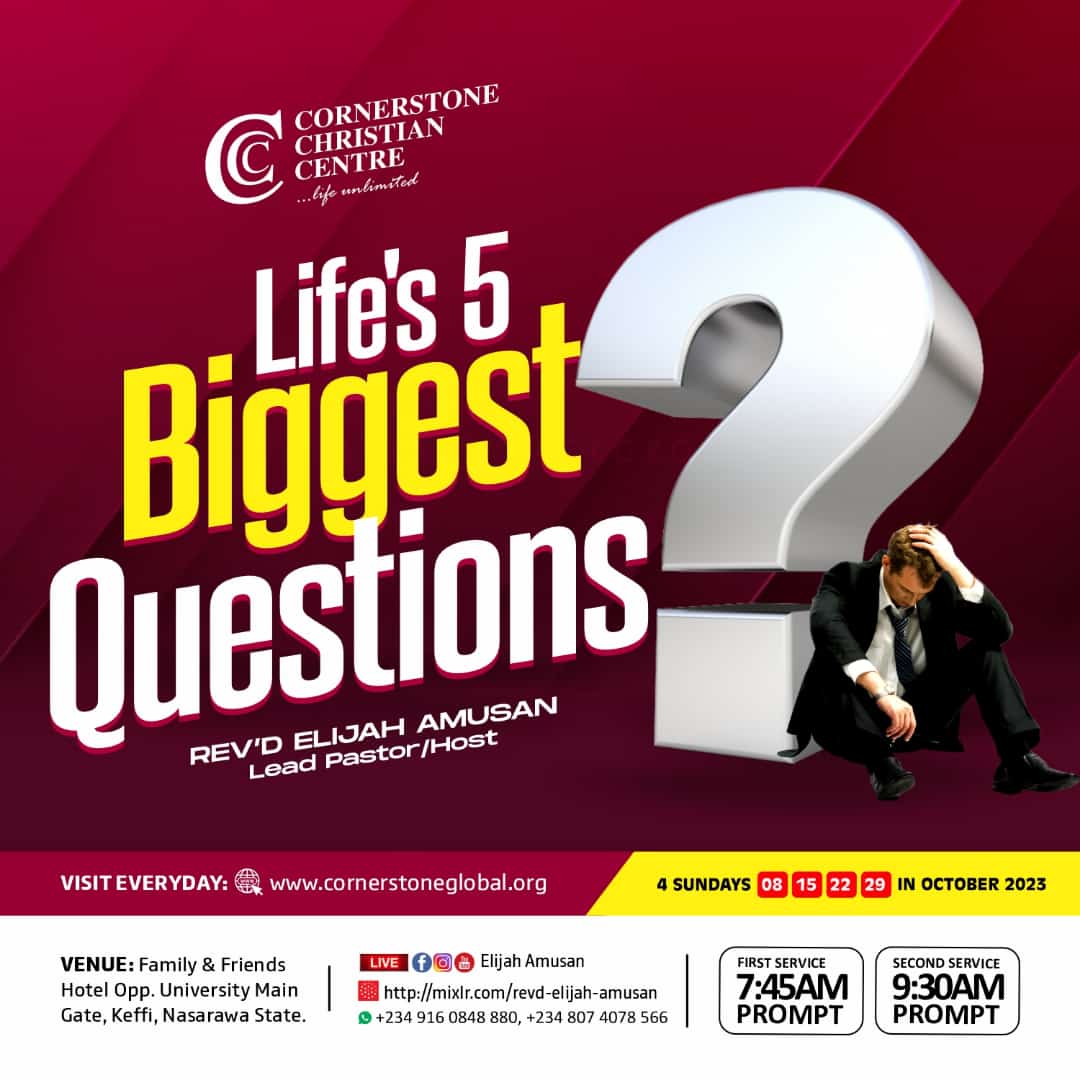 CORNERSTONE
CHRISTIAN
CENTRE
...life unlimited
Life's 5
Biggest
Questions
REV'D ELIJAH AMUSAN
Lead Pastor/Host
VISIT EVERYDAY: www.cornerstoneglobal.org
4 SUNDAYS 08 15 22 29 IN OCTOBER 2023
VENUE: Family & Friends
Hotel Opp. University Main
Gate, Keffi, Nasarawa State.
LIVE Elijah Amusan
http://mixlr.com/revd-elijah-amusan
+234 916 0848 880, +234 807 4078 566
FIRST SERVICE
7:45AM
PROMPT
SECOND SERVICE
9:30AM
PROMPT